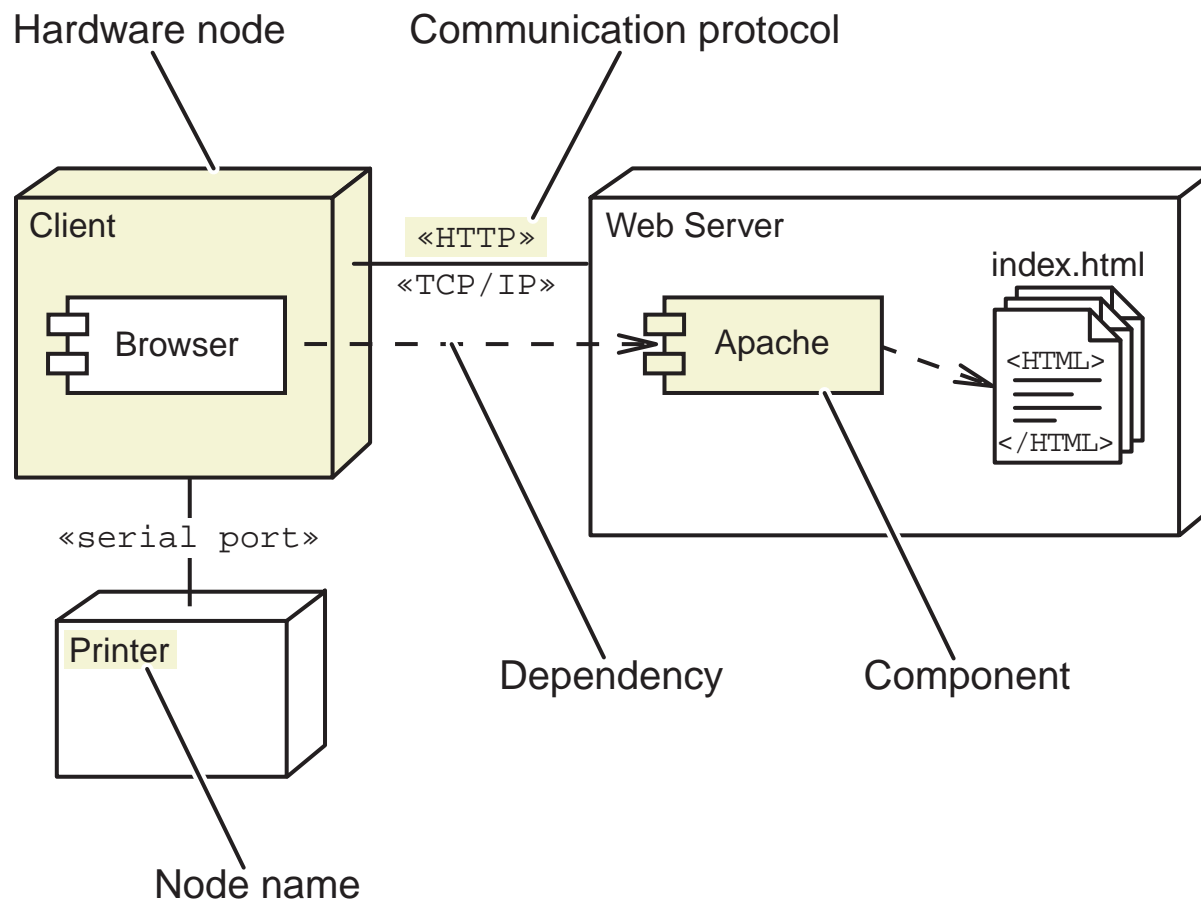 Hardware node
Communication protocol
Client
«HTTP»
Web Server
«TCP/IP»
index.html
Browser
Apache
<HTML>
</HTML>
«serial port»
Printer
Dependency
Component
Node name